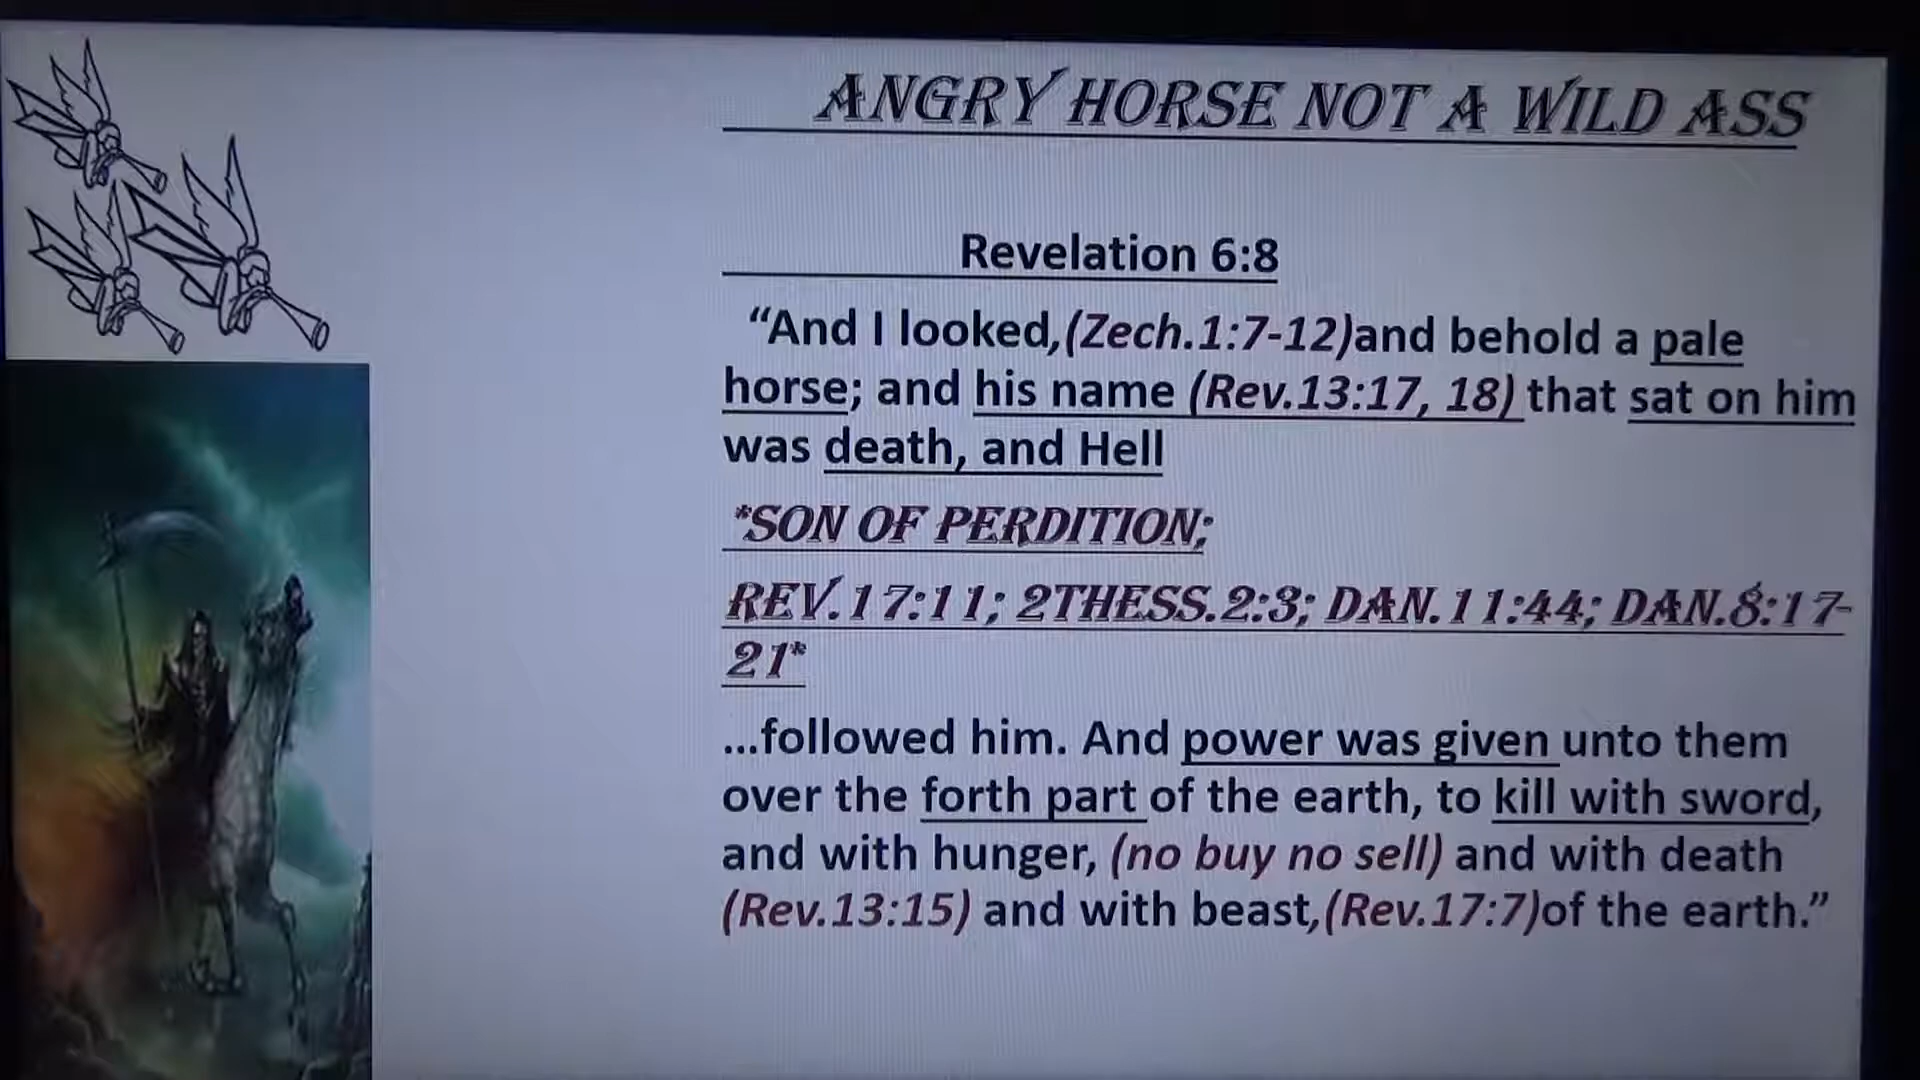 ANGRY HORSE NOT A WILD ASS
Revelation 6:8
“And I looked,(Zech.1:7-12)and behold a pale
horse; and his name (Rev.13:17, 18) that sat on him
was death, and Hell
*SON OF PERDITION;
REV.17:11; 2THESS.2:3; DAN.11:44; DAN.8:17-
21*
...followed him. And power was given unto them
over the forth part of the earth, to kill with sword,
and with hunger, (no buy no sell) and with death
(Rev.13:15) and with beast,(Rev.17:7)of the earth.”